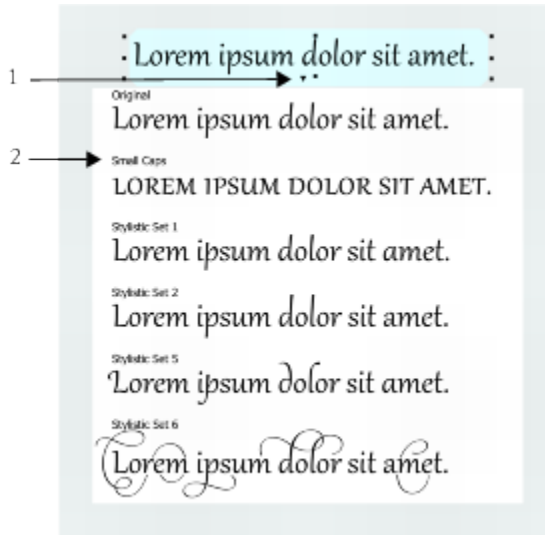 Lorem ipsum dolor sit amet.
1
Original
Lorem ipsum dolor sit amet.
2
Small Caps
LOREM IPSUM DOLOR SIT AMET.
Stylistic Set 1
Lorem ipsum dolor sit amet.
Stylistic Set 2
Lorem ipsum dolor sit amet.
Stylistic Set 5
Lorem ipsum dolor sit amet.
Stylistic Set 6
Lorem ipsum dolor sit amet.